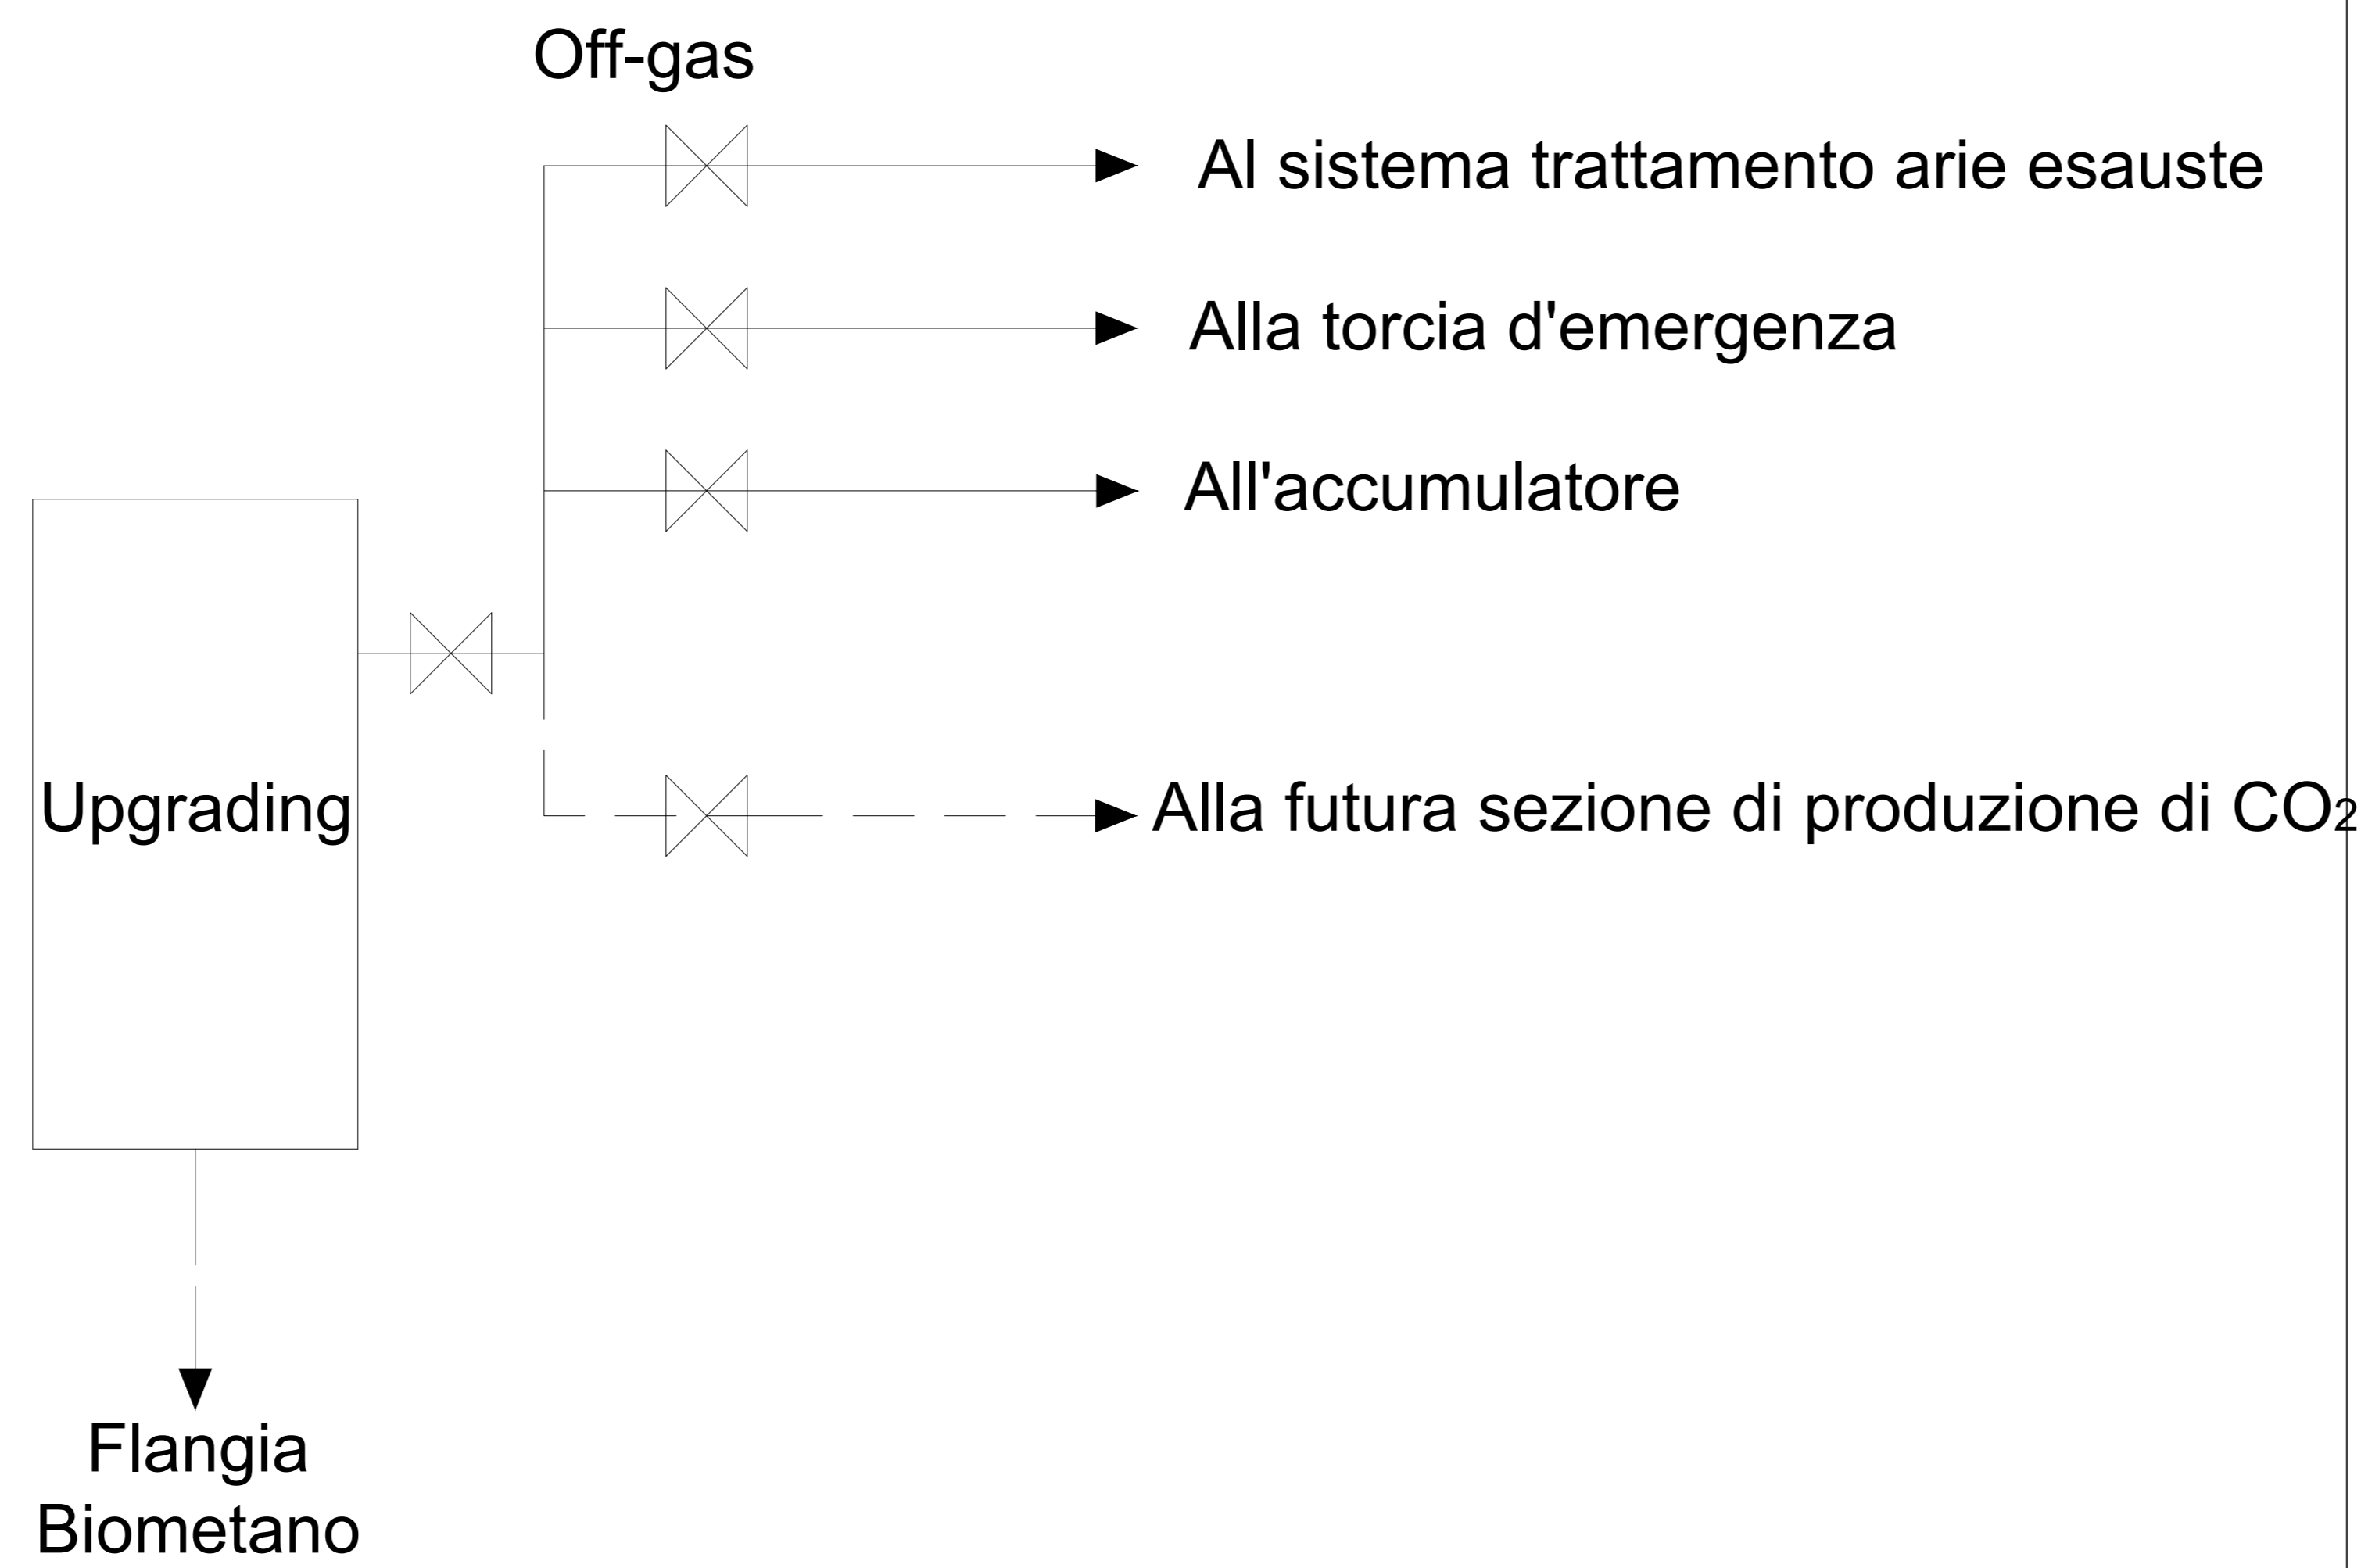 Off-gas
Al sistema trattamento arie esauste
Alla torcia d'emergenza
All'accumulatore
Upgrading
Alla futura sezione di produzione di CO2
Flangia
Biometano